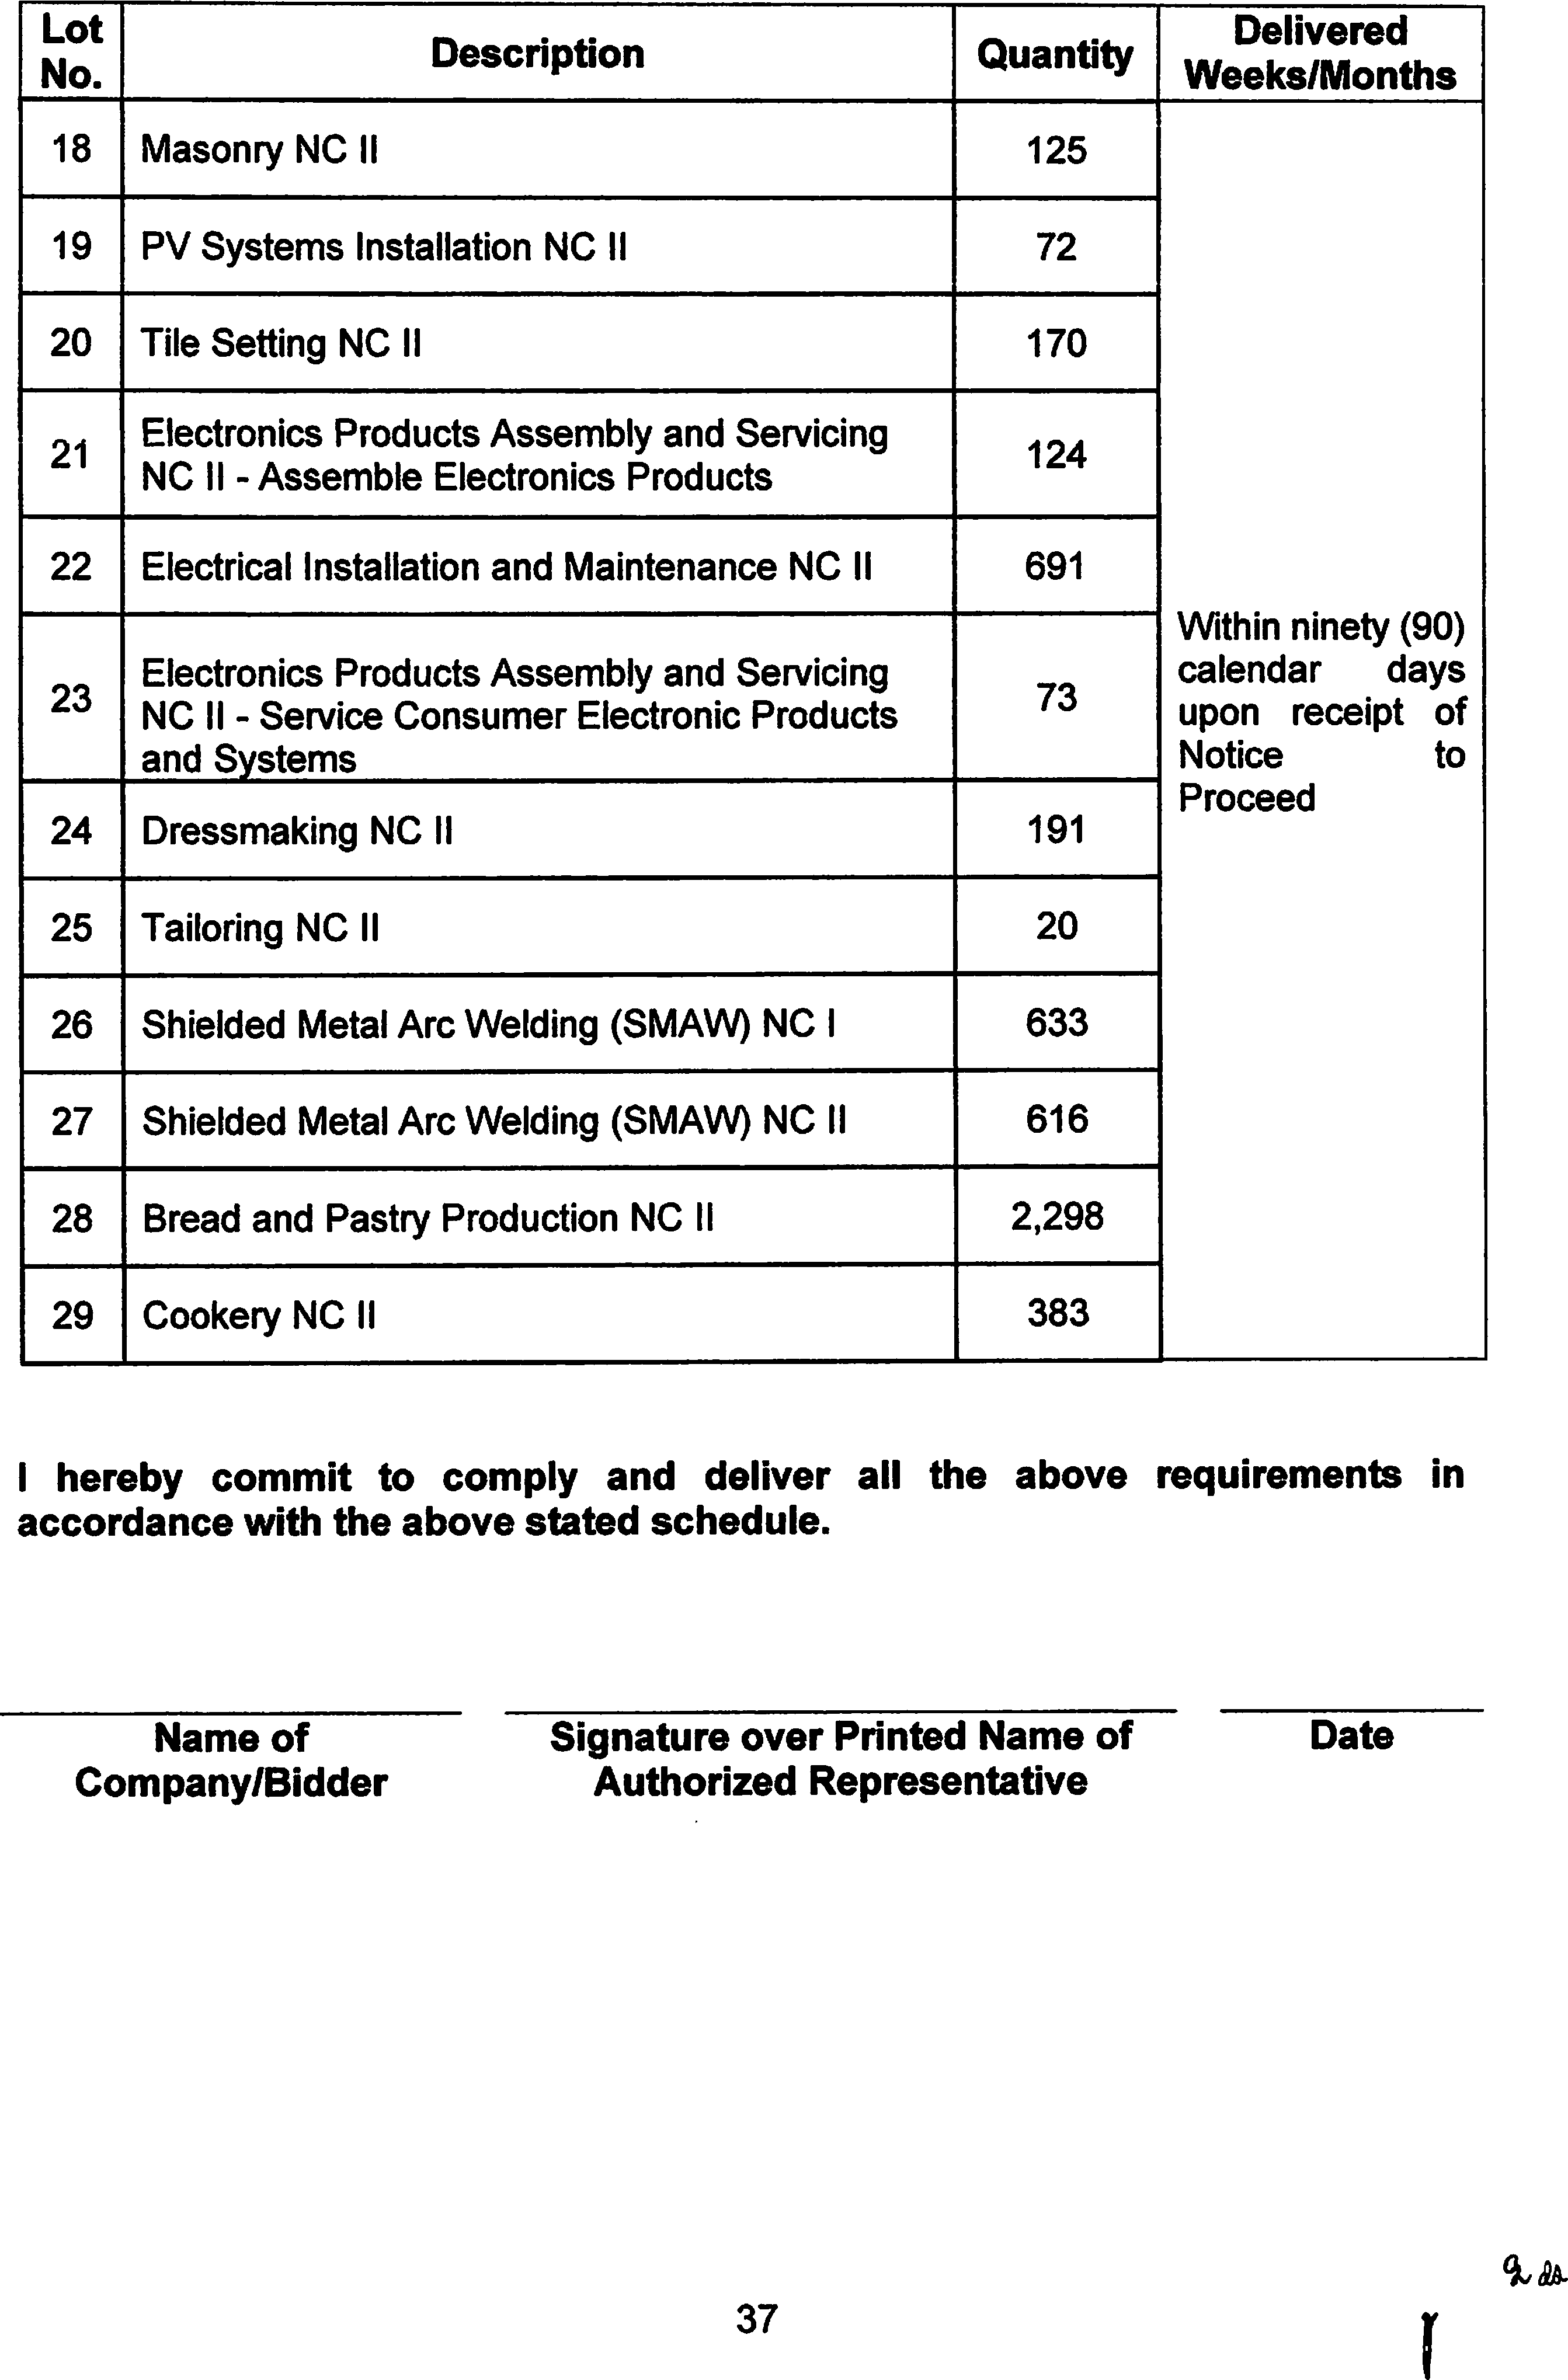 Lot No. Description Quantity Delivered Weeks/Months
18 Masonry NC II 125
19 PV Systems Installation NC II 72
20 Tile Setting NC II 170
21 Electronics Products Assembly and Servicing
NC II - Assemble Electronics Products 124
22 Electrical Installation and Maintenance NC II 691
23 Electronics Products Assembly and Servicing
NC II - Service Consumer Electronic Products
and Systems 73
24 Dressmaking NC II 191
25 Tailoring NC II 20
26 Shielded Metal Arc Welding (SMAW) NC I 633
27 Shielded Metal Arc Welding (SMAW) NC II 616
28 Bread and Pastry Production NC II 2,298
29 Cookery NC II 383
Within ninety (90)
calendar days
upon receipt of
Notice to
Proceed
I hereby commit to comply and deliver all the above requirements in
accordance with the above stated schedule.
Name of
Company/Bidder
Signature over Printed Name of
Authorized Representative
Date
37